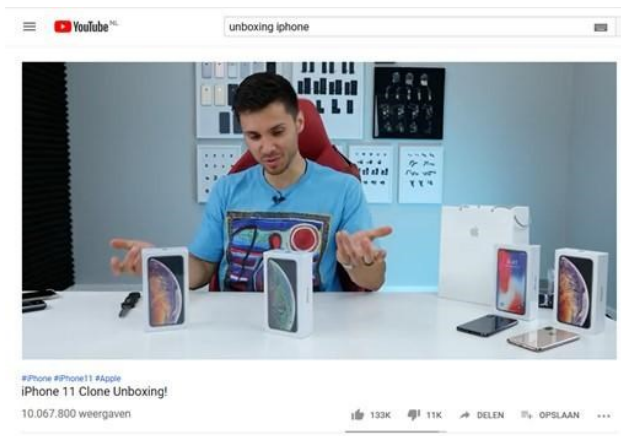 YouTube NL
unboxing iphone
#iPhone #iPhone11 #Apple
iPhone 11 Clone Unboxing!
10.067.800 weergaven
133K 11K DELEN OPSLAAN